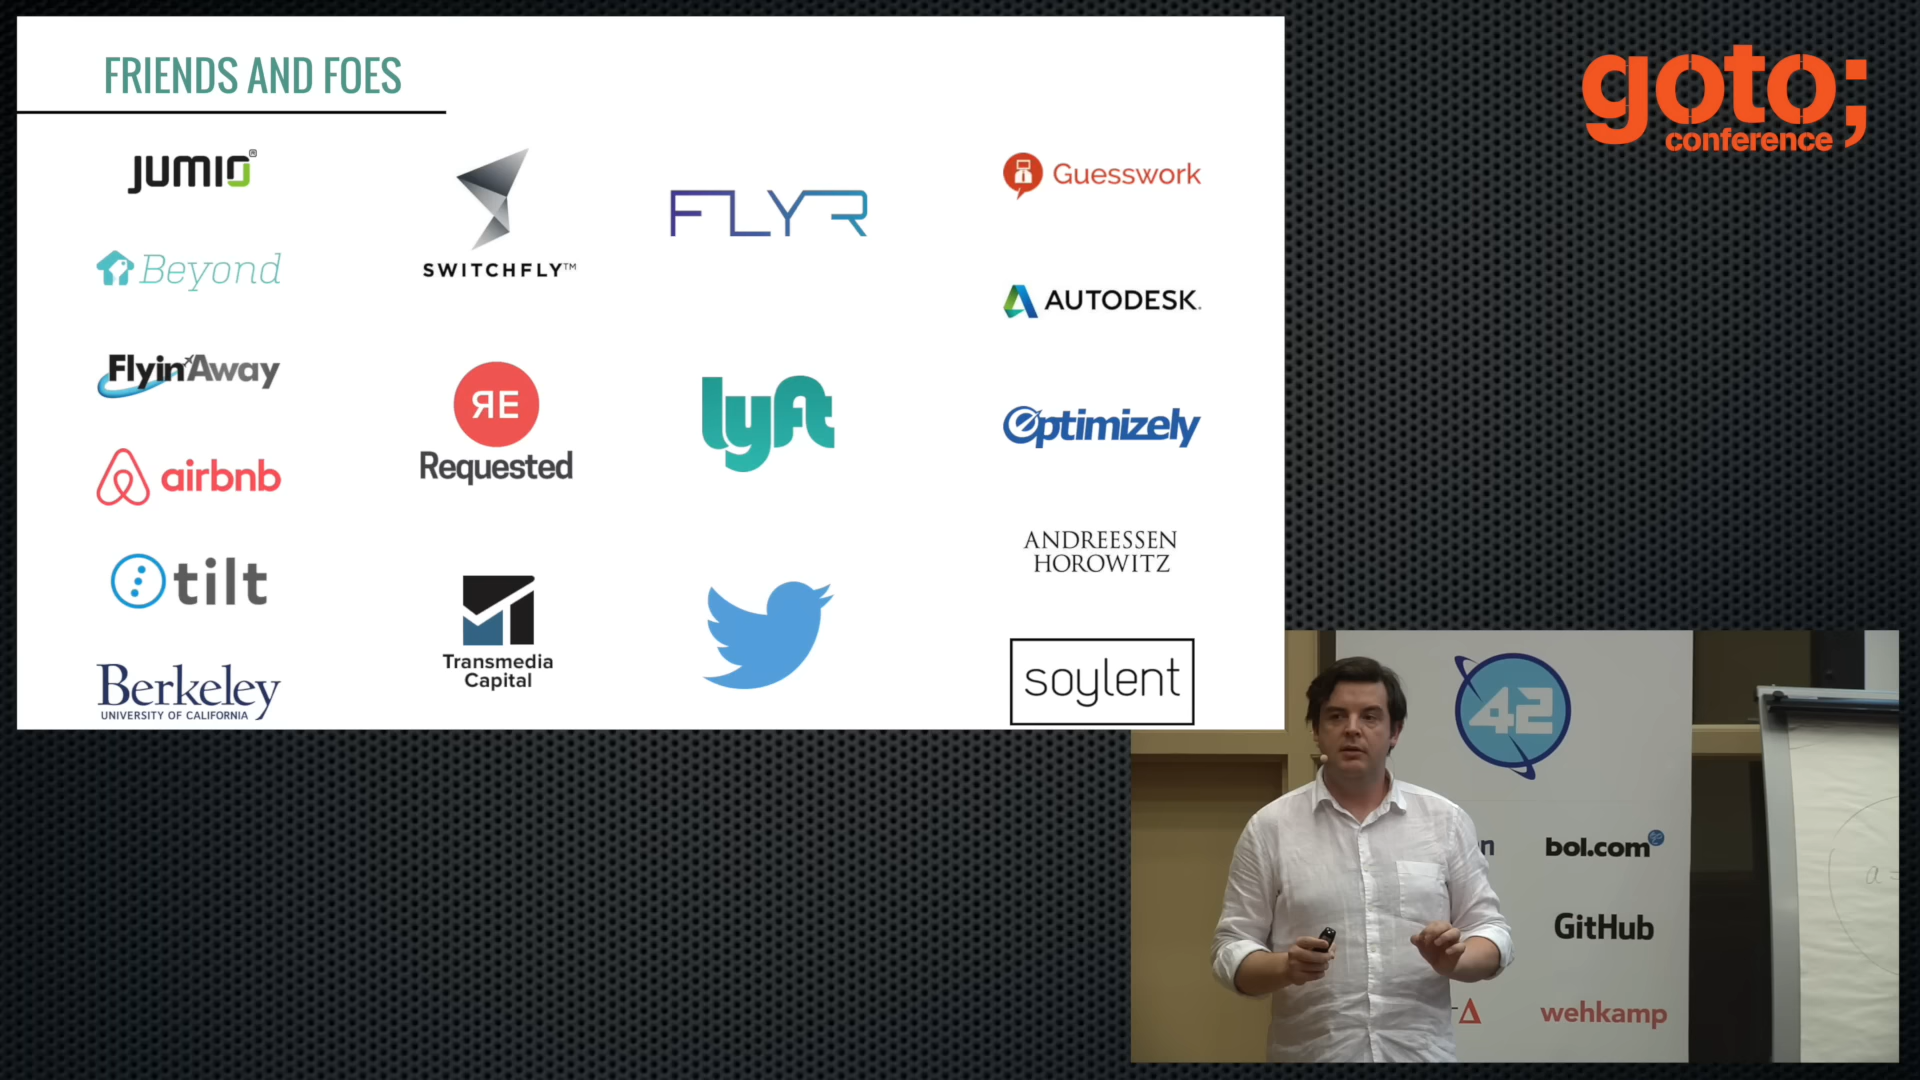 FRIENDS AND FOES
JUMIO®
Beyond
FlyinAway
airbnb
tilt
Berkeley
UNIVERSITY OF CALIFORNIA
SWITCHFLY™
ЯE
Requested
Transmedia
Capital
FLYR
lyft
Guesswork
AUTODESK.
Optimizely
ANDREESSEN
HOROWITZ
soylent
goto;
conference
42
n
bol.com
GitHub
wehkamp
a =